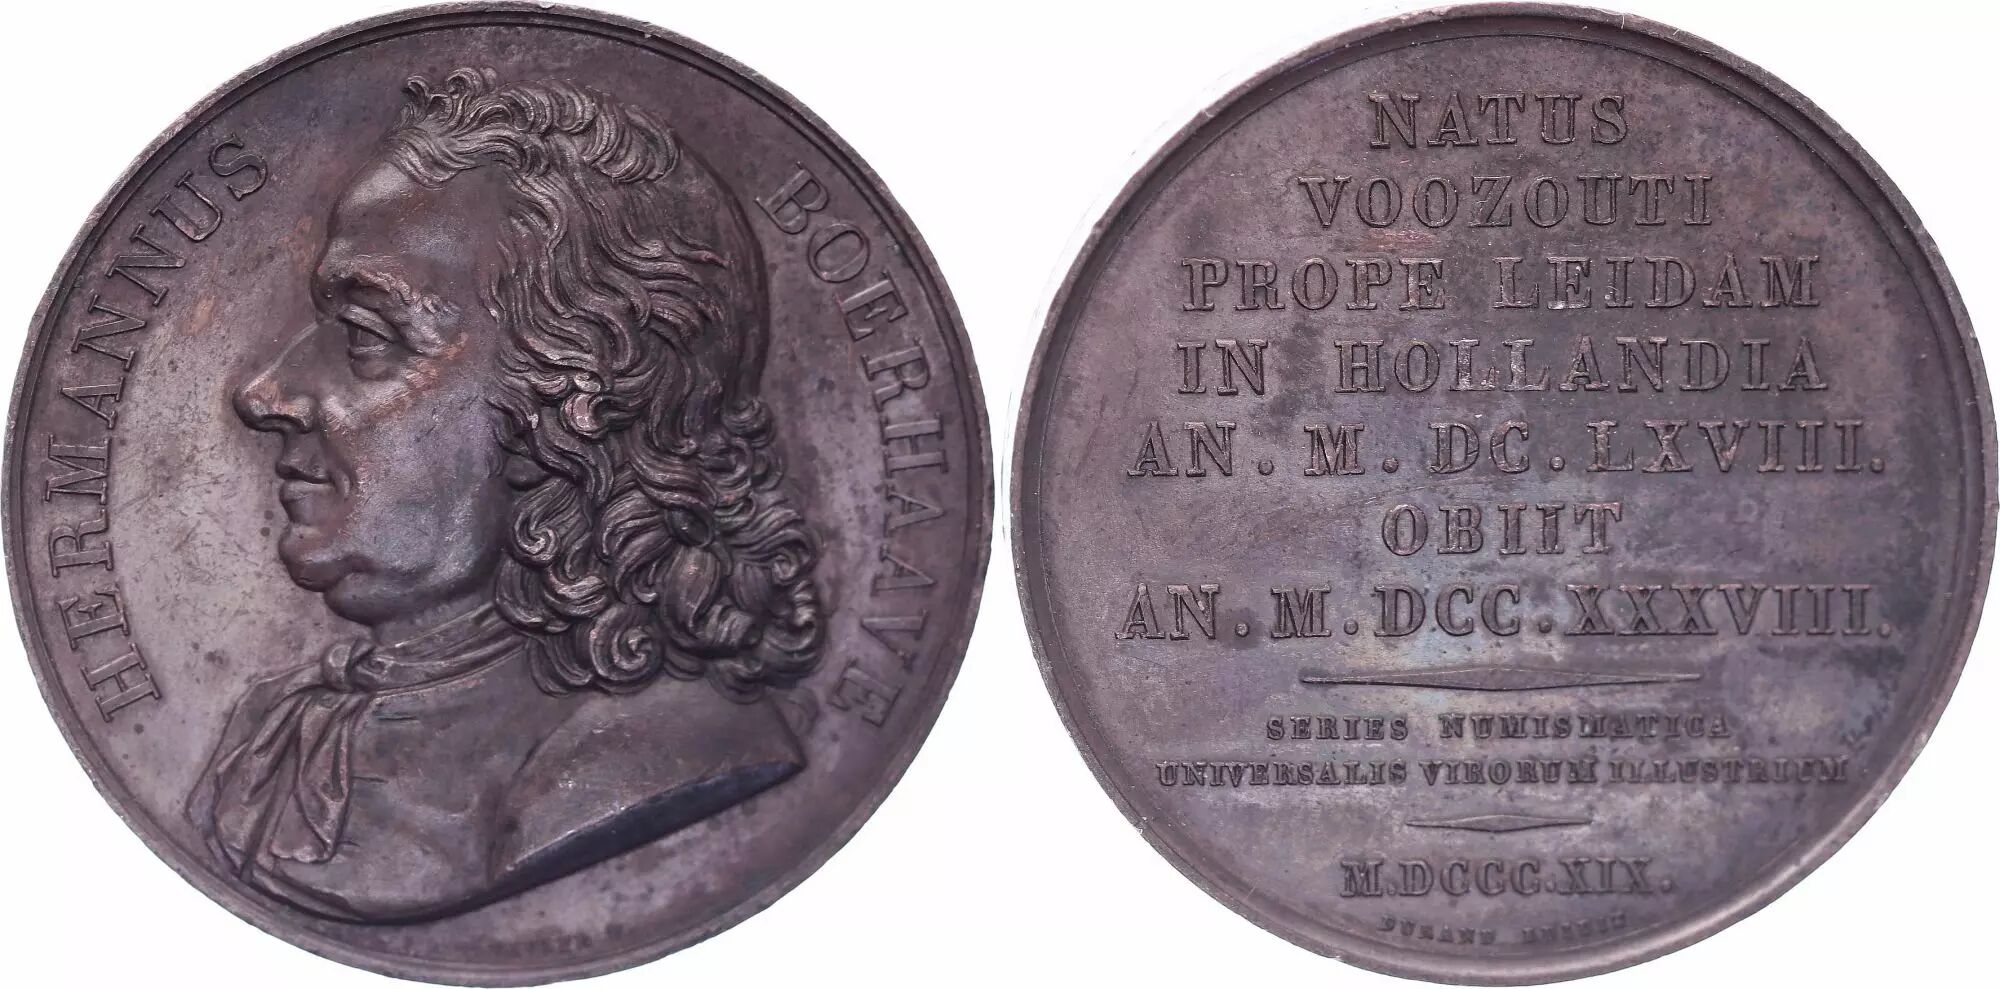 HERMANNUS
BOERHAAVE
NATUS
VOOZOUTI
PROPE LEIDAM
IN HOLLANDIA
AN. M. DC. LXVIII.
OBIIT
AN. M. DCC. XXXVIII.
SERIES NUMISMATICA
UNIVERSALIS VIRORUM ILLUSTRIUM
M.DCCC.XIX.
DURAND